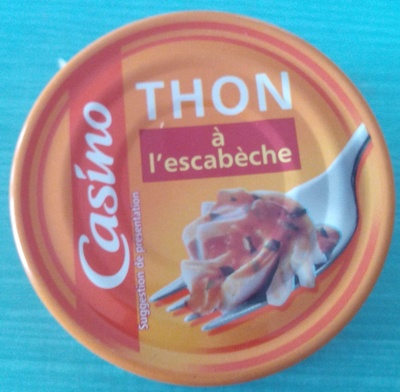 Casino
THON
à
l'escabèche
Suggestion de présentation